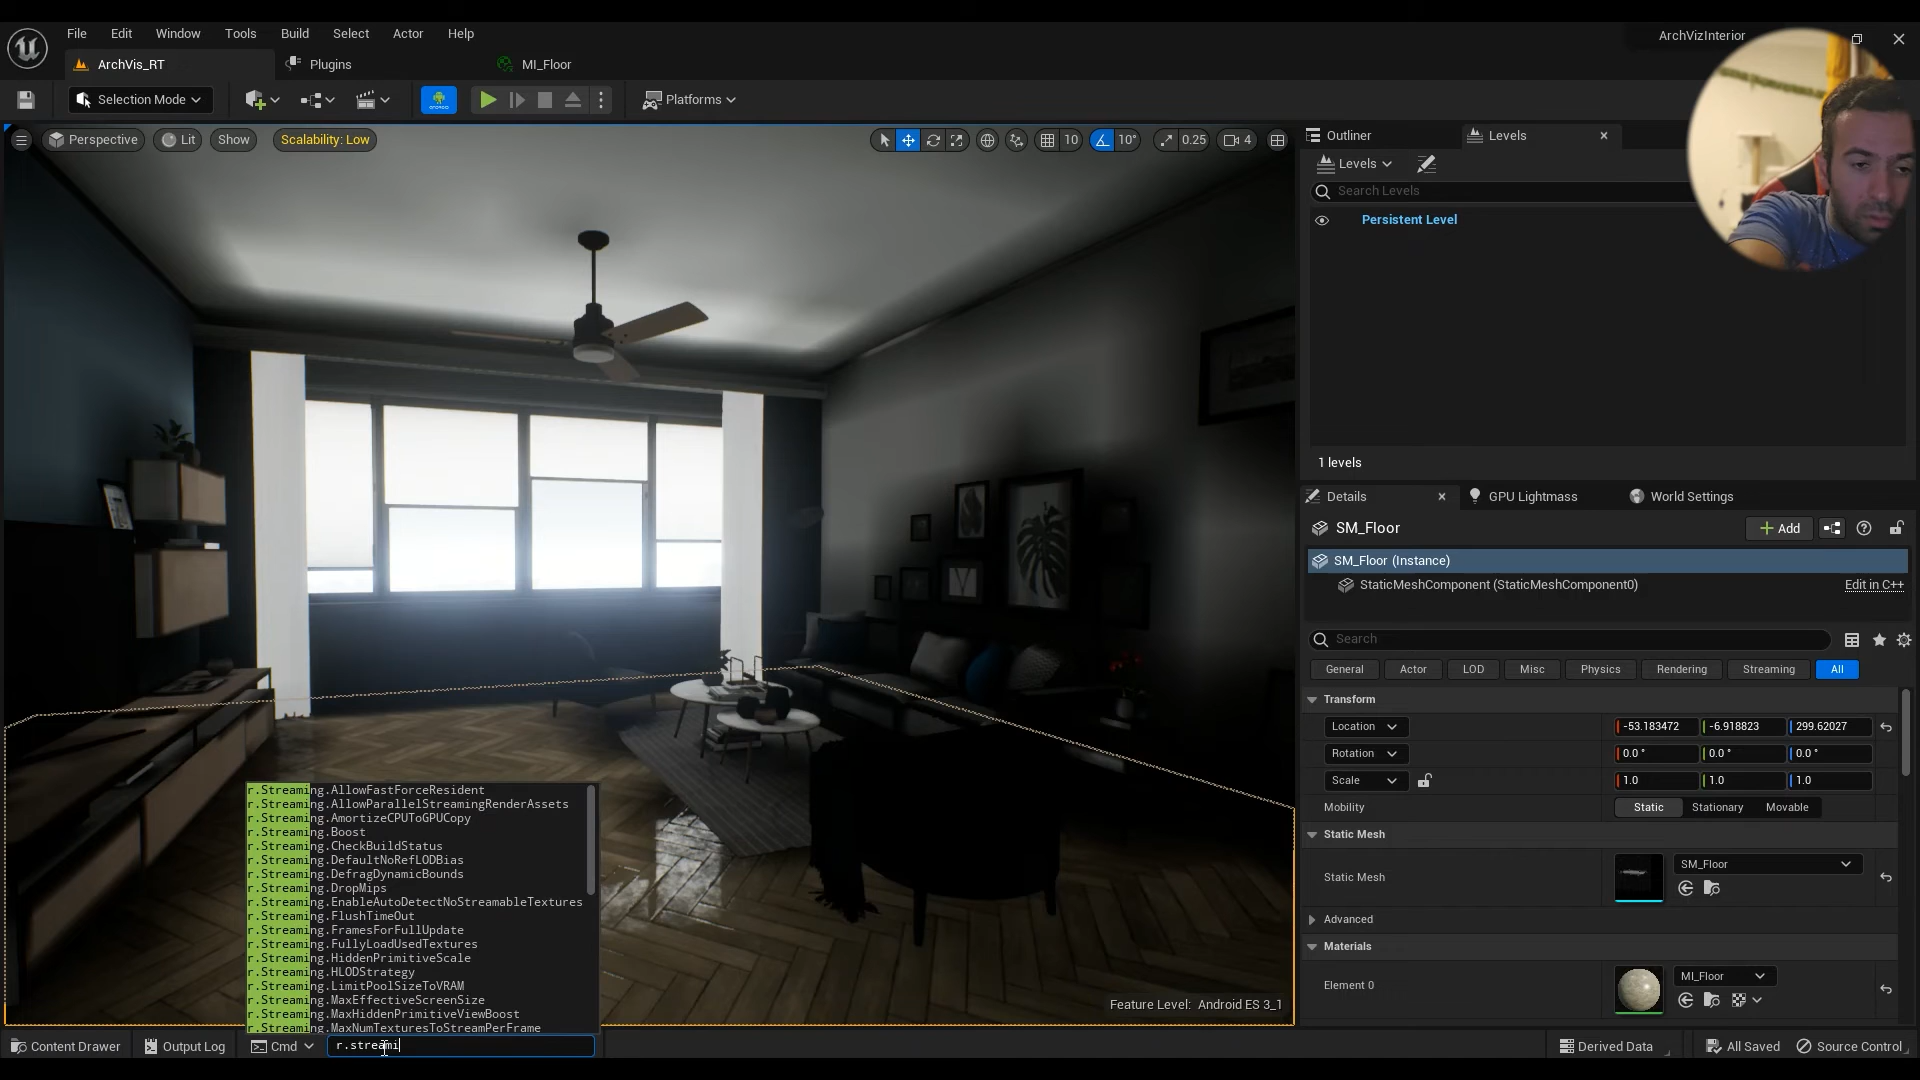 File Edit Window Tools Build Select Actor Help
ArchVizInterior
ArchVis_RT Plugins MI_Floor
Selection Mode Platforms
Perspective Lit Show Scalability: Low 10 10° 0.25 4
Outliner Levels
Levels
Search Levels
Persistent Level
1 levels
Details GPU Lightmass World Settings
SM_Floor Add
SM_Floor (Instance)
StaticMeshComponent (StaticMeshComponent0) Edit in C++
Search
General Actor LOD Misc Physics Rendering Streaming All
Transform
Location -53.183472 -6.918823 299.62027
Rotation 0.0 ° 0.0 ° 0.0 °
Scale 1.0 1.0 1.0
Mobility Static Stationary Movable
Static Mesh
Static Mesh SM_Floor
Advanced
Materials
Element 0 MI_Floor
r.Streaming.AllowFastForceResident
r.Streaming.AllowParallelStreamingRenderAssets
r.Streaming.AmortizeCPUToGPUCopy
r.Streaming.Boost
r.Streaming.CheckBuildStatus
r.Streaming.DefaultNoRefLODBias
r.Streaming.DefragDynamicBounds
r.Streaming.DropMips
r.Streaming.EnableAutoDetectNoStreamableTextures
r.Streaming.FlushTimeOut
r.Streaming.FramesForFullUpdate
r.Streaming.FullyLoadUsedTextures
r.Streaming.HiddenPrimitiveScale
r.Streaming.HLODStrategy
r.Streaming.LimitPoolSizeToVRAM
r.Streaming.MaxEffectiveScreenSize
r.Streaming.MaxHiddenPrimitiveViewBoost
r.Streaming.MaxNumTexturesToStreamPerFrame
Feature Level: Android ES 3_1
Content Drawer Output Log Cmd r.streami Derived Data All Saved Source Control